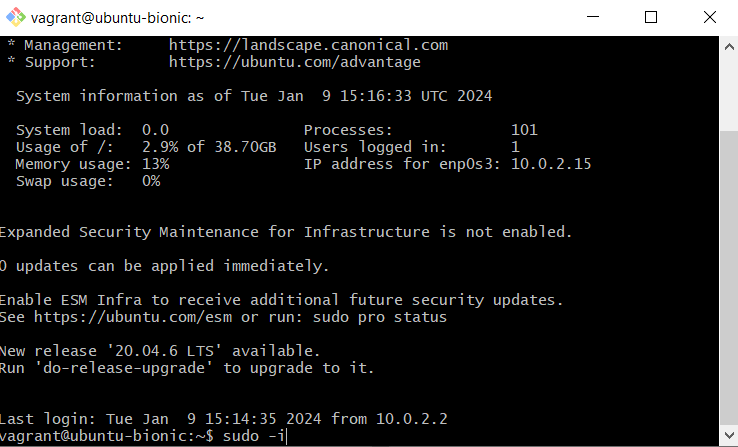 vagrant@ubuntu-bionic: ~
* Management:     https://landscape.canonical.com
* Support:        https://ubuntu.com/advantage
System information as of Tue Jan  9 15:16:33 UTC 2024
System load:  0.0               Processes:             101
Usage of /:   2.9% of 38.70GB   Users logged in:       1
Memory usage: 13%               IP address for enp0s3: 10.0.2.15
Swap usage:   0%
Expanded Security Maintenance for Infrastructure is not enabled.
0 updates can be applied immediately.
Enable ESM Infra to receive additional future security updates.
See https://ubuntu.com/esm or run: sudo pro status
New release '20.04.6 LTS' available.
Run 'do-release-upgrade' to upgrade to it.
Last login: Tue Jan  9 15:14:35 2024 from 10.0.2.2
vagrant@ubuntu-bionic:~$ sudo -i